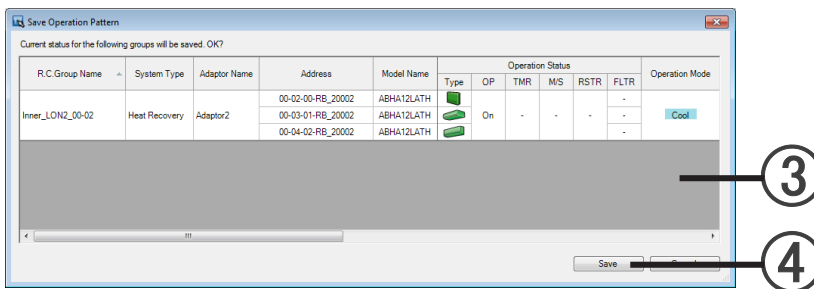 Save Operation Pattern
Current status for the following groups will be saved. OK?
R.C.Group Name System Type Adaptor Name Address Model Name Operation Status Operation Mode
Type OP TMR M/S RSTR FLTR
00-02-00-RB_20002 ABHA12LATH -
Inner_LON2_00-02 Heat Recovery Adaptor2 00-03-01-RB_20002 ABHA12LATH On - - - - Cool
00-04-02-RB_20002 ABHA12LATH -
3
Save
4